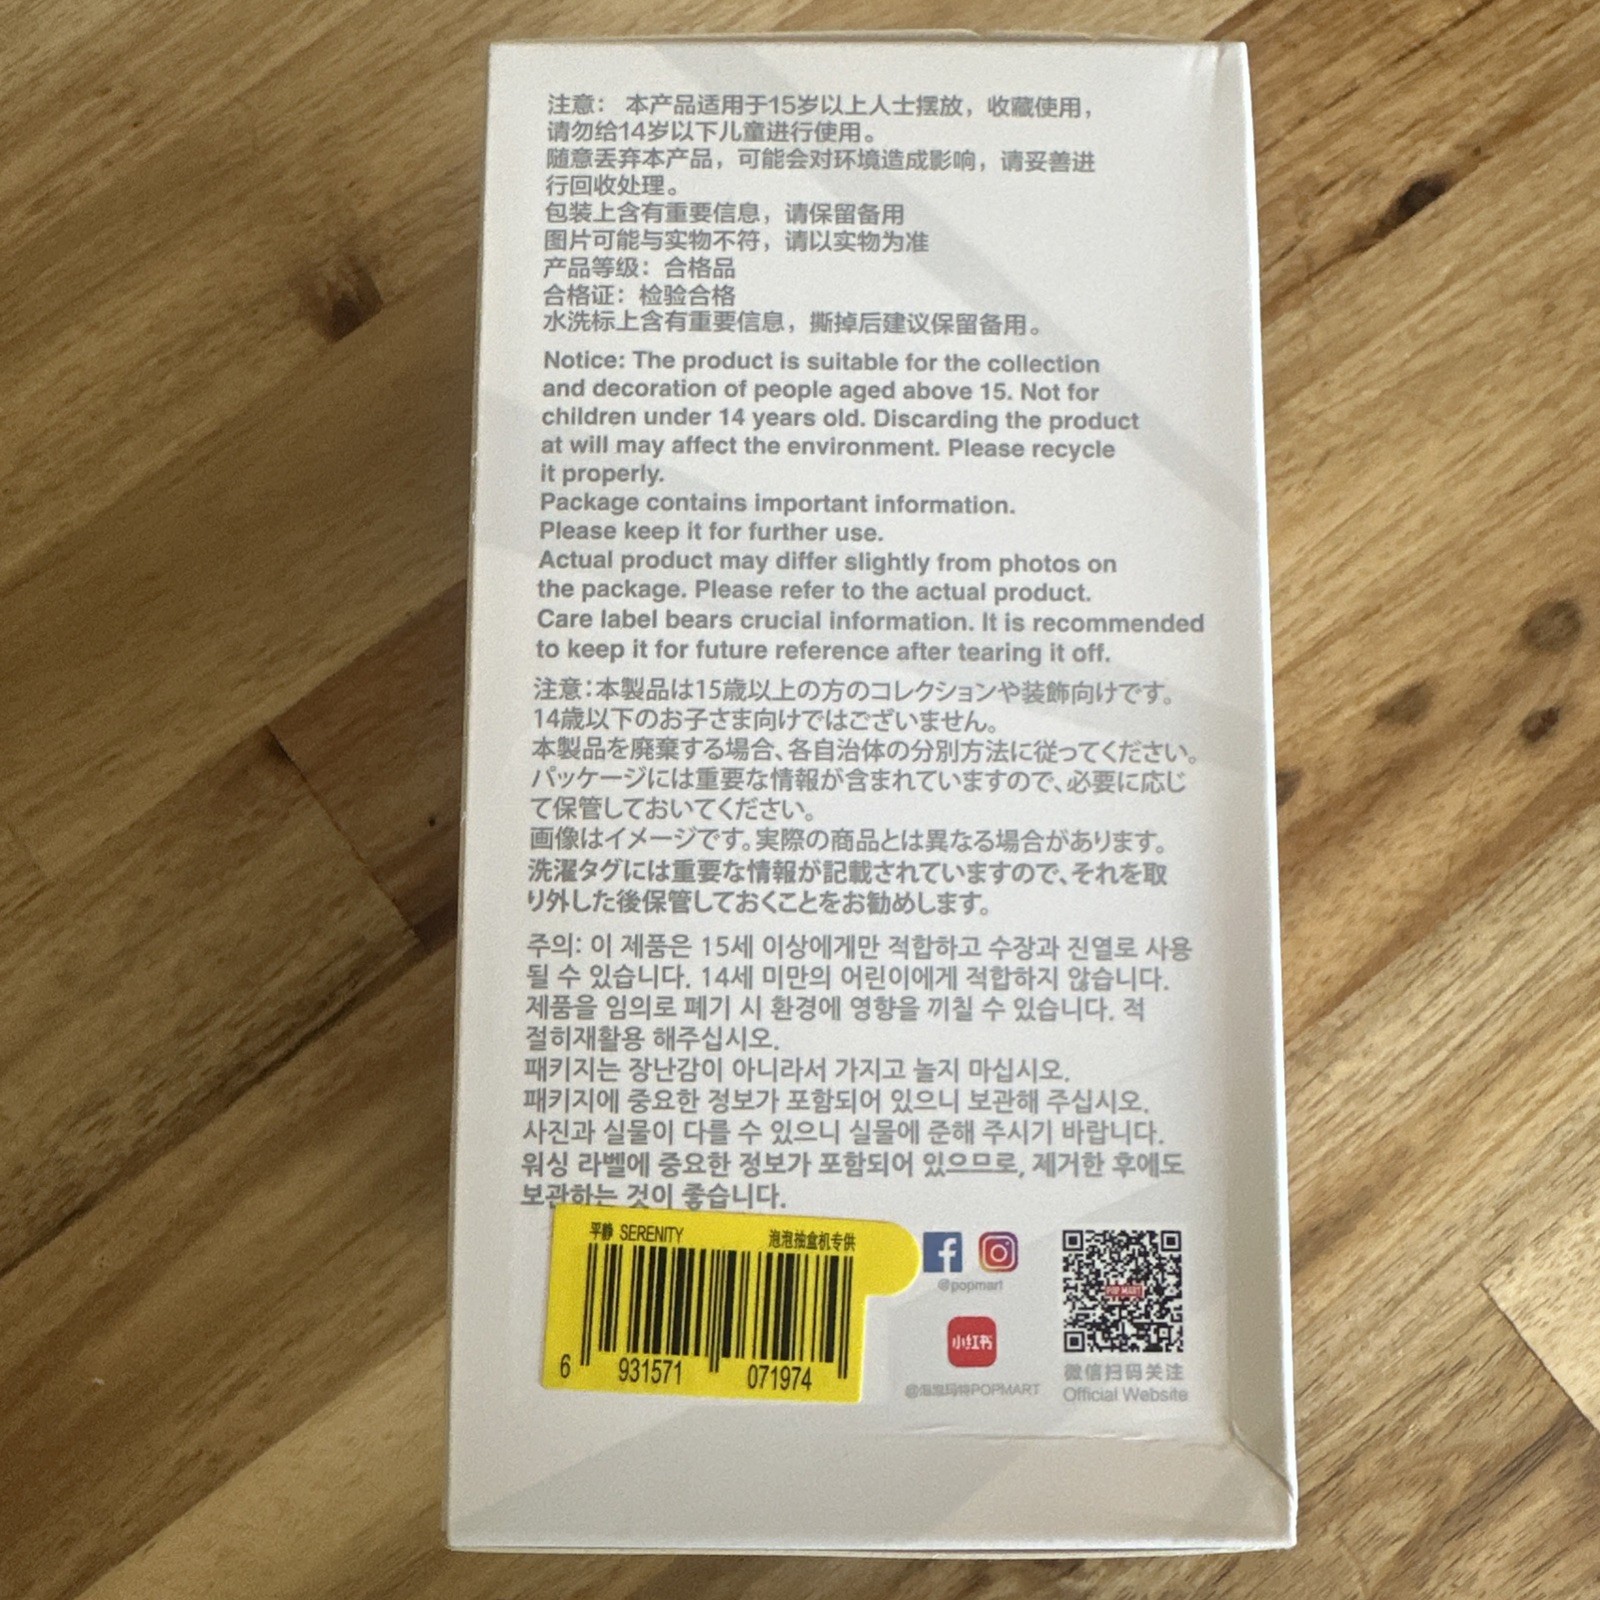 注意： 本产品适用于15岁以上人士摆放，收藏使用，
请勿给14岁以下儿童进行使用。
随意丢弃本产品，可能会对环境造成影响，请妥善进
行回收处理。
包装上含有重要信息，请保留备用
图片可能与实物不符，请以实物为准
产品等级：合格品
合格证：检验合格
水洗标上含有重要信息，撕掉后建议保留备用。
Notice: The product is suitable for the collection
and decoration of people aged above 15. Not for
children under 14 years old. Discarding the product
at will may affect the environment. Please recycle
it properly.
Package contains important information.
Please keep it for further use.
Actual product may differ slightly from photos on
the package. Please refer to the actual product.
Care label bears crucial information. It is recommended
to keep it for future reference after tearing it off.
注意：本製品は15歳以上の方のコレクションや装飾向けです。
14歳以下のお子さま向けではございません。
本製品を廃棄する場合、各自治体の分別方法に従ってください。
パッケージには重要な情報が含まれていますので、必要に応じ
て保管しておいてください。
画像はイメージです。実際の商品とは異なる場合があります。
洗濯タグには重要な情報が記載されていますので、それを取
り外した後保管しておくことをお勧めします。
주의: 이 제품은 15세 이상에게만 적합하고 수장과 진열로 사용
될 수 있습니다. 14세 미만의 어린이에게 적합하지 않습니다.
제품을 임의로 폐기 시 환경에 영향을 끼칠 수 있습니다. 적
절히재활용 해주십시오.
패키지는 장난감이 아니라서 가지고 놀지 마십시오.
패키지에 중요한 정보가 포함되어 있으니 보관해 주십시오.
사진과 실물이 다를 수 있으니 실물에 준해 주시기 바랍니다.
워싱 라벨에 중요한 정보가 포함되어 있으므로, 제거한 후에도
보관하는 것이 좋습니다.
平静 SERENITY 泡泡抽盒机专供
6 931571 071974
@popmart
小红书
@泡泡玛特POPMART
POP MART
微信扫码关注
Official Website